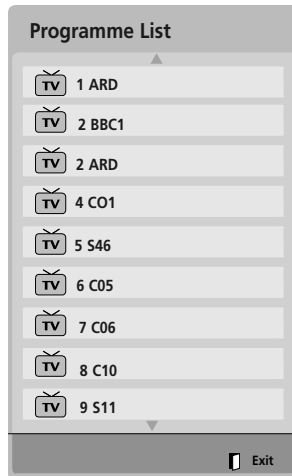 Programme List
TV 1 ARD
TV 2 BBC1
TV 2 ARD
TV 4 CO1
TV 5 S46
TV 6 C05
TV 7 C06
TV 8 C10
TV 9 S11
Exit